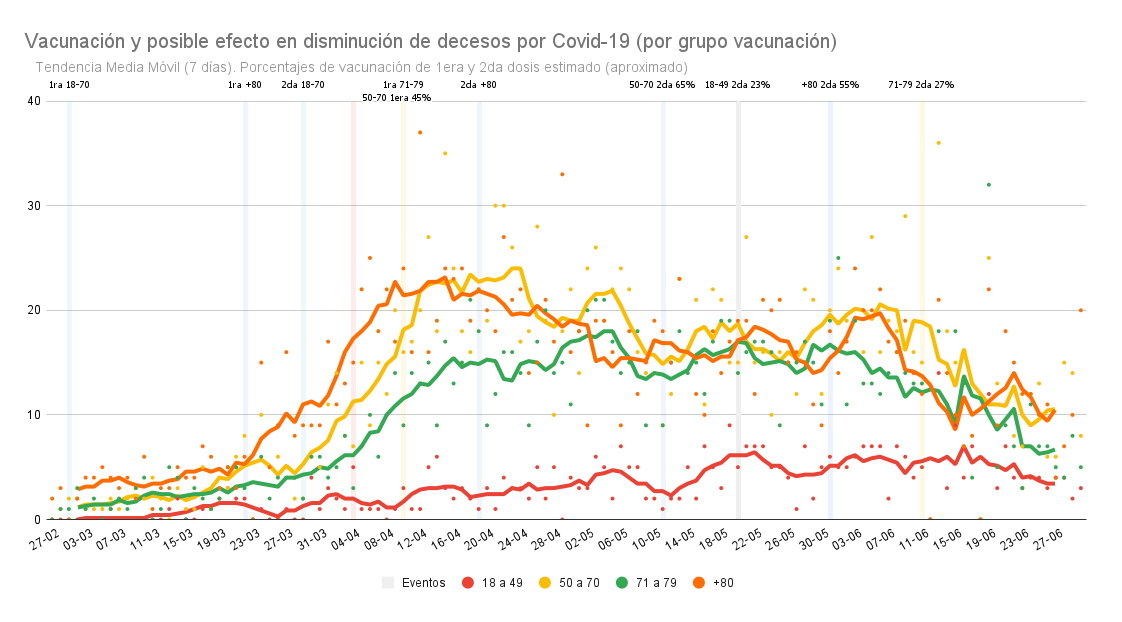 Vacunación y posible efecto en disminución de decesos por Covid-19 (por grupo vacunación)
Tendencia Media Móvil (7 días). Porcentajes de vacunación de 1era y 2da dosis estimado (aproximado)
1ra 18-70 1ra +80 2da 18-70 1ra 71-79 2da +80 50-70 2da 65% 18-49 2da 23% +80 2da 55% 71-79 2da 27%
50-70 1era 45%
40
30
20
10
0
27-02 03-03 07-03 11-03 15-03 19-03 23-03 27-03 31-03 04-04 08-04 12-04 16-04 20-04 24-04 28-04 02-05 06-05 10-05 14-05 18-05 22-05 26-05 30-05 03-06 07-06 11-06 15-06 19-06 23-06 27-06
Eventos 18 a 49 50 a 70 71 a 79 +80